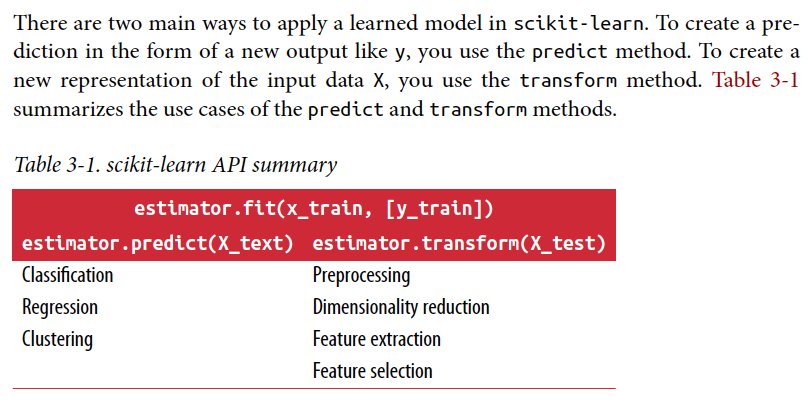 There are two main ways to apply a learned model in scikit-learn. To create a pre-
diction in the form of a new output like y, you use the predict method. To create a
new representation of the input data X, you use the transform method. Table 3-1
summarizes the use cases of the predict and transform methods.
Table 3-1. scikit-learn API summary
estimator.fit(x_train, [y_train])
estimator.predict(X_text) estimator.transform(X_test)
Classification Preprocessing
Regression Dimensionality reduction
Clustering Feature extraction
Feature selection